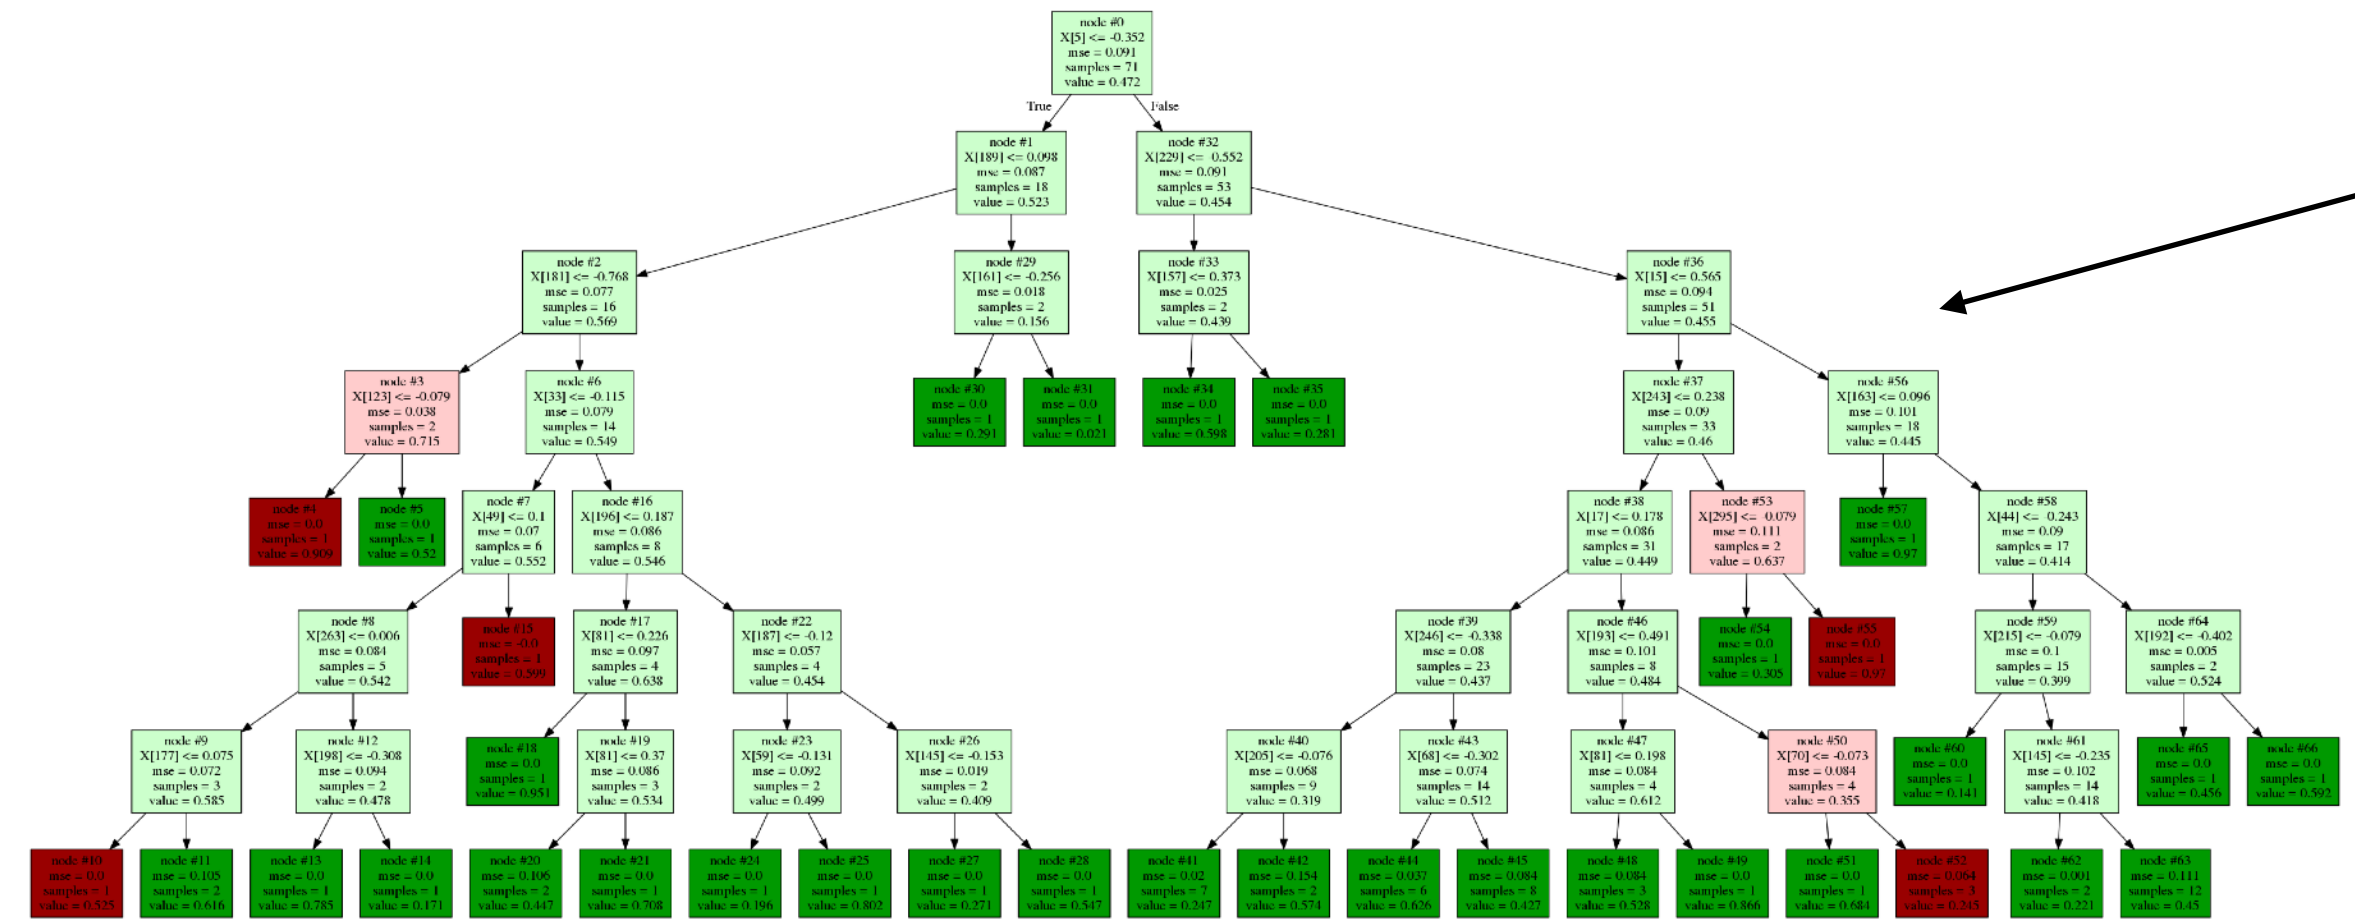 node #0
X[5] <= -0.352
mse = 0.091
samples = 71
value = 0.472
True
False
node #1
X[189] <= 0.098
mse = 0.087
samples = 18
value = 0.523
node #32
X[229] <= -0.552
mse = 0.091
samples = 53
value = 0.454
node #2
X[181] <= -0.768
mse = 0.077
samples = 16
value = 0.569
node #29
X[161] <= -0.256
mse = 0.018
samples = 2
value = 0.156
node #33
X[157] <= 0.373
mse = 0.025
samples = 2
value = 0.439
node #36
X[15] <= 0.565
mse = 0.094
samples = 51
value = 0.455
node #3
X[123] <= -0.079
mse = 0.038
samples = 2
value = 0.715
node #6
X[33] <= -0.115
mse = 0.079
samples = 14
value = 0.549
node #30
mse = 0.0
samples = 1
value = 0.291
node #31
mse = 0.0
samples = 1
value = 0.021
node #34
mse = 0.0
samples = 1
value = 0.598
node #35
mse = 0.0
samples = 1
value = 0.281
node #37
X[243] <= 0.238
mse = 0.09
samples = 33
value = 0.46
node #56
X[163] <= 0.096
mse = 0.101
samples = 18
value = 0.445
node #4
mse = 0.0
samples = 1
value = 0.909
node #5
mse = 0.0
samples = 1
value = 0.52
node #7
X[49] <= 0.1
mse = 0.07
samples = 6
value = 0.552
node #16
X[196] <= 0.187
mse = 0.086
samples = 8
value = 0.546
node #38
X[17] <= 0.178
mse = 0.086
samples = 31
value = 0.449
node #53
X[295] <= -0.079
mse = 0.111
samples = 2
value = 0.637
node #57
mse = 0.0
samples = 1
value = 0.97
node #58
X[44] <= -0.243
mse = 0.09
samples = 17
value = 0.414
node #8
X[263] <= 0.006
mse = 0.084
samples = 5
value = 0.542
node #15
mse = -0.0
samples = 1
value = 0.599
node #17
X[81] <= 0.226
mse = 0.097
samples = 4
value = 0.638
node #22
X[187] <= -0.12
mse = 0.057
samples = 4
value = 0.454
node #39
X[246] <= -0.338
mse = 0.08
samples = 23
value = 0.437
node #46
X[193] <= 0.491
mse = 0.101
samples = 8
value = 0.484
node #54
mse = 0.0
samples = 1
value = 0.305
node #55
mse = 0.0
samples = 1
value = 0.97
node #59
X[215] <= -0.079
mse = 0.1
samples = 15
value = 0.399
node #64
X[192] <= -0.402
mse = 0.005
samples = 2
value = 0.524
node #9
X[177] <= 0.075
mse = 0.072
samples = 3
value = 0.585
node #12
X[198] <= -0.308
mse = 0.094
samples = 2
value = 0.478
node #18
mse = 0.0
samples = 1
value = 0.951
node #19
X[81] <= 0.37
mse = 0.086
samples = 3
value = 0.534
node #23
X[59] <= -0.131
mse = 0.092
samples = 2
value = 0.499
node #26
X[145] <= -0.153
mse = 0.019
samples = 2
value = 0.409
node #40
X[205] <= -0.076
mse = 0.068
samples = 9
value = 0.319
node #43
X[68] <= -0.302
mse = 0.074
samples = 14
value = 0.512
node #47
X[81] <= 0.198
mse = 0.084
samples = 4
value = 0.612
node #50
X[70] <= -0.073
mse = 0.084
samples = 4
value = 0.355
node #60
mse = 0.0
samples = 1
value = 0.141
node #61
X[145] <= -0.235
mse = 0.102
samples = 14
value = 0.418
node #65
mse = 0.0
samples = 1
value = 0.456
node #66
mse = 0.0
samples = 1
value = 0.592
node #10
mse = 0.0
samples = 1
value = 0.525
node #11
mse = 0.105
samples = 2
value = 0.616
node #13
mse = 0.0
samples = 1
value = 0.785
node #14
mse = 0.0
samples = 1
value = 0.171
node #20
mse = 0.106
samples = 2
value = 0.447
node #21
mse = 0.0
samples = 1
value = 0.708
node #24
mse = 0.0
samples = 1
value = 0.196
node #25
mse = 0.0
samples = 1
value = 0.802
node #27
mse = 0.0
samples = 1
value = 0.271
node #28
mse = 0.0
samples = 1
value = 0.547
node #41
mse = 0.02
samples = 7
value = 0.247
node #42
mse = 0.154
samples = 2
value = 0.574
node #44
mse = 0.037
samples = 6
value = 0.626
node #45
mse = 0.084
samples = 8
value = 0.427
node #48
mse = 0.084
samples = 3
value = 0.528
node #49
mse = 0.0
samples = 1
value = 0.866
node #51
mse = 0.0
samples = 1
value = 0.684
node #52
mse = 0.064
samples = 3
value = 0.245
node #62
mse = 0.001
samples = 2
value = 0.221
node #63
mse = 0.111
samples = 12
value = 0.45